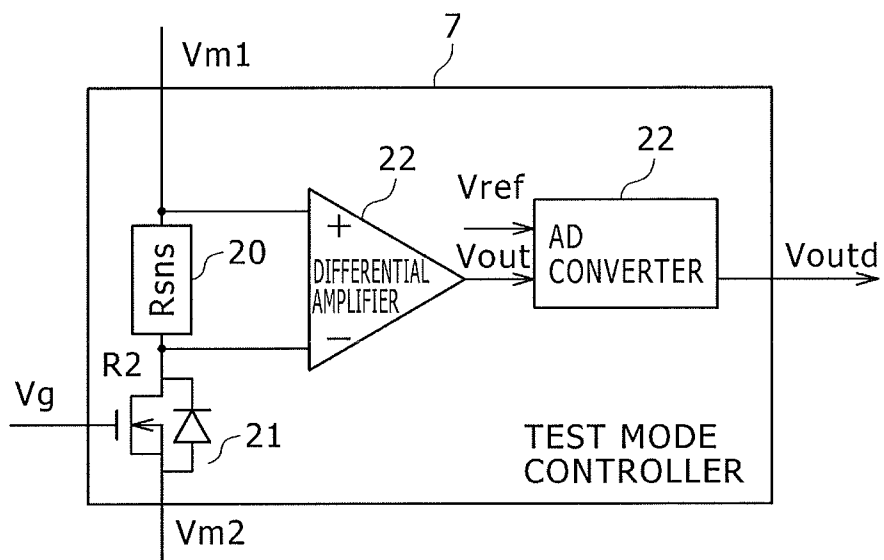 7
Vm1
22
22
Vref
+
Vout
AD
CONVERTER
Voutd
Rsns
20
DIFFERENTIAL
AMPLIFIER
−
R2
Vg
21
TEST MODE
CONTROLLER
Vm2